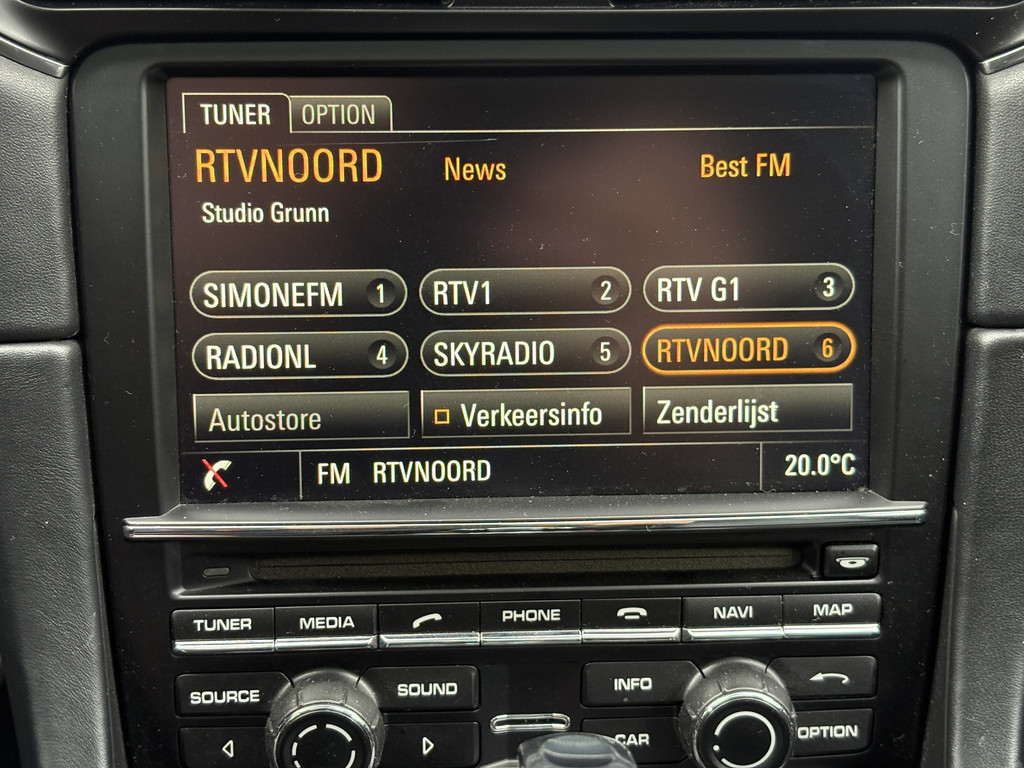 TUNER OPTION
RTVNOORD News Best FM
Studio Grunn
SIMONEFM 1 RTV1 2 RTV G1 3
RADIONL 4 SKYRADIO 5 RTVNOORD 6
Autostore Verkeersinfo Zenderlijst
FM RTVNOORD 20.0°C
TUNER MEDIA PHONE NAVI MAP
SOURCE SOUND INFO
CAR OPTION